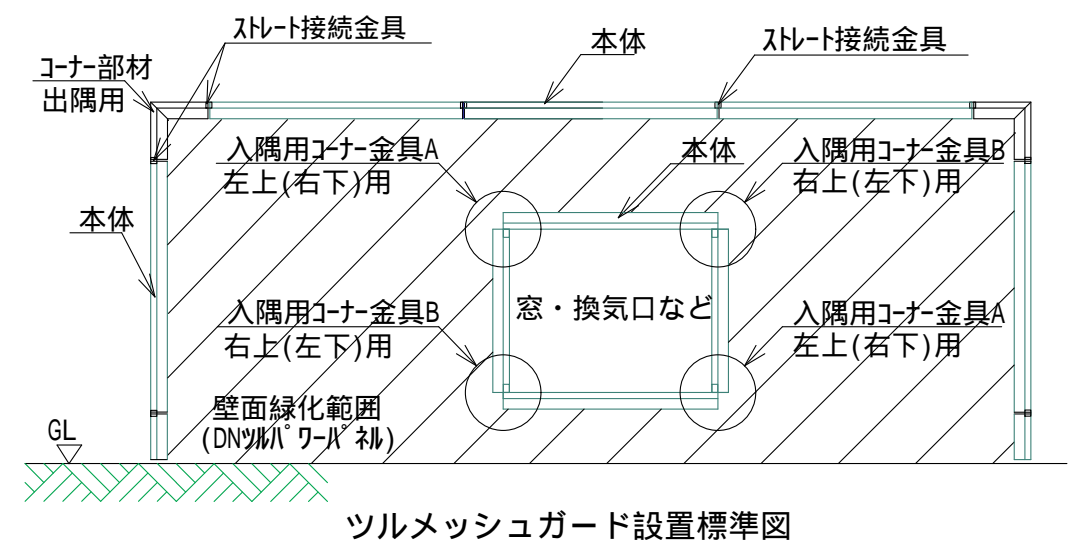 ｽﾄﾚｰﾄ接続金具
本体
ｽﾄﾚｰﾄ接続金具
ｺｰﾅｰ部材
出隅用
入隅用ｺｰﾅｰ金具A
左上(右下)用
本体
入隅用ｺｰﾅｰ金具B
右上(左下)用
本体
窓・換気口など
入隅用ｺｰﾅｰ金具B
右上(左下)用
入隅用ｺｰﾅｰ金具A
左上(右下)用
壁面緑化範囲
(DNﾂﾙﾊﾟﾜｰﾊﾟﾈﾙ)
GL
ツルメッシュガード設置標準図